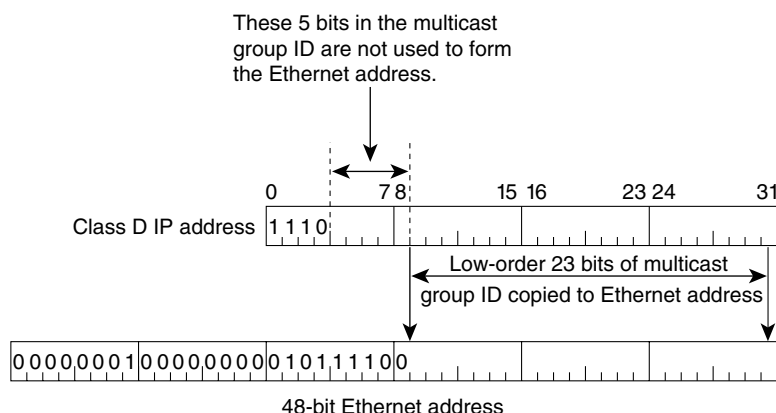 These 5 bits in the multicast
group ID are not used to form
the Ethernet address.
0 7 8 15 16 23 24 31
Class D IP address 1 1 1 0
Low-order 23 bits of multicast
group ID copied to Ethernet address
0 0 0 0 0 0 0 1 0 0 0 0 0 0 0 0 0 1 0 1 1 1 1 0 0
48-bit Ethernet address